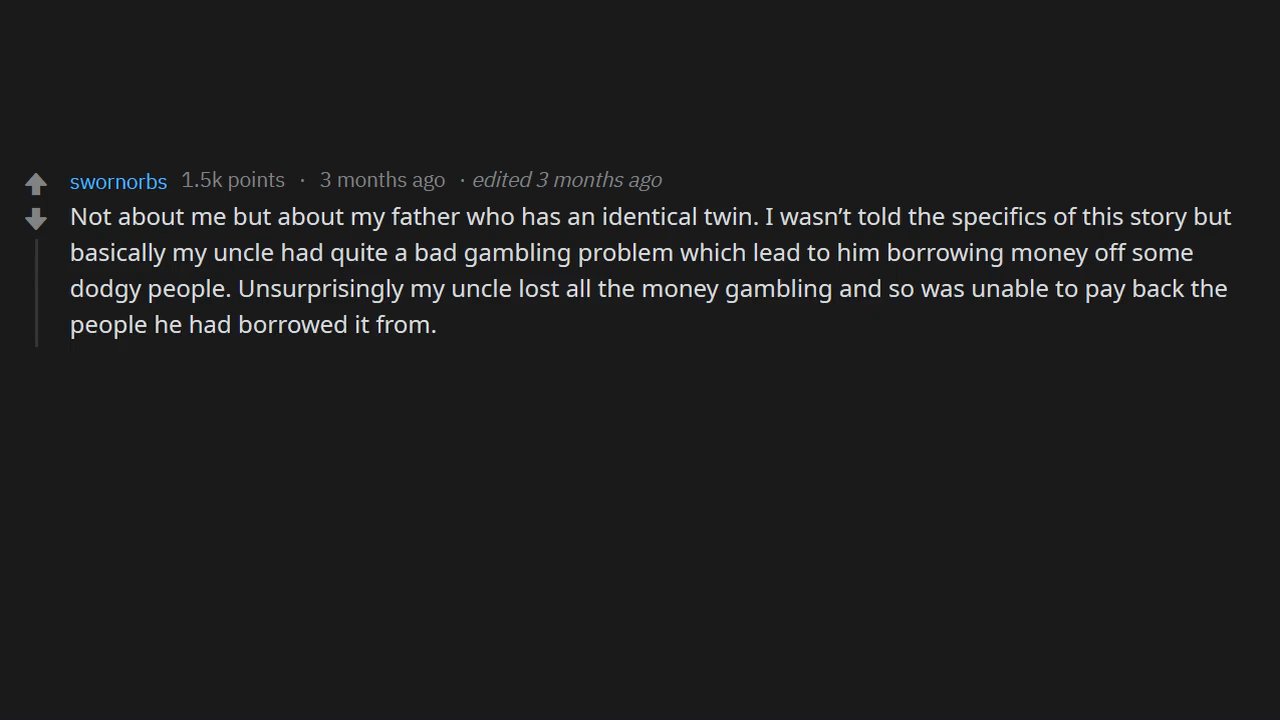 swornorbs 1.5k points · 3 months ago · edited 3 months ago
Not about me but about my father who has an identical twin. I wasn’t told the specifics of this story but
basically my uncle had quite a bad gambling problem which lead to him borrowing money off some
dodgy people. Unsurprisingly my uncle lost all the money gambling and so was unable to pay back the
people he had borrowed it from.